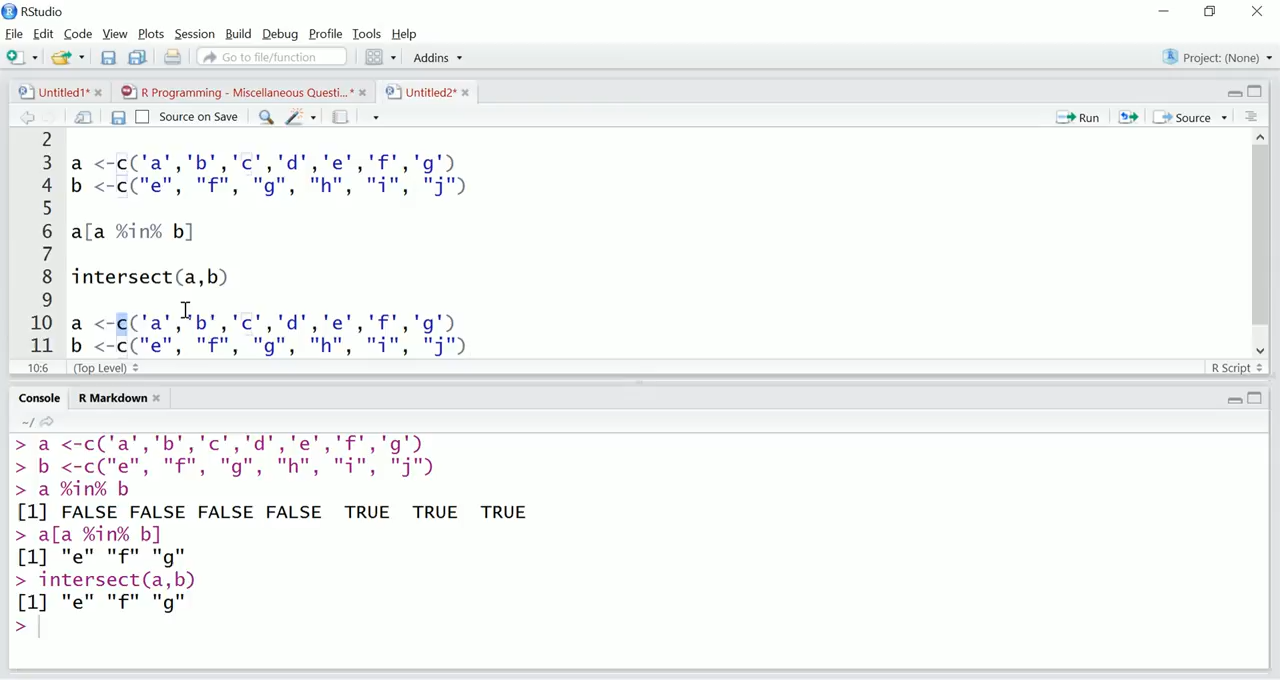 RStudio
File Edit Code View Plots Session Build Debug Profile Tools Help
Go to file/function Addins Project: (None)
Untitled1* R Programming - Miscellaneous Questi...* Untitled2*
Source on Save Run Source
2
3 a <-c('a','b','c','d','e','f','g')
4 b <-c("e", "f", "g", "h", "i", "j")
5
6 a[a %in% b]
7
8 intersect(a,b)
9
10 a <-c('a','b','c','d','e','f','g')
11 b <-c("e", "f", "g", "h", "i", "j")
10:6 (Top Level) R Script
Console R Markdown
~/
> a <-c('a','b','c','d','e','f','g')
> b <-c("e", "f", "g", "h", "i", "j")
> a %in% b
[1] FALSE FALSE FALSE FALSE TRUE TRUE TRUE
> a[a %in% b]
[1] "e" "f" "g"
> intersect(a,b)
[1] "e" "f" "g"
>